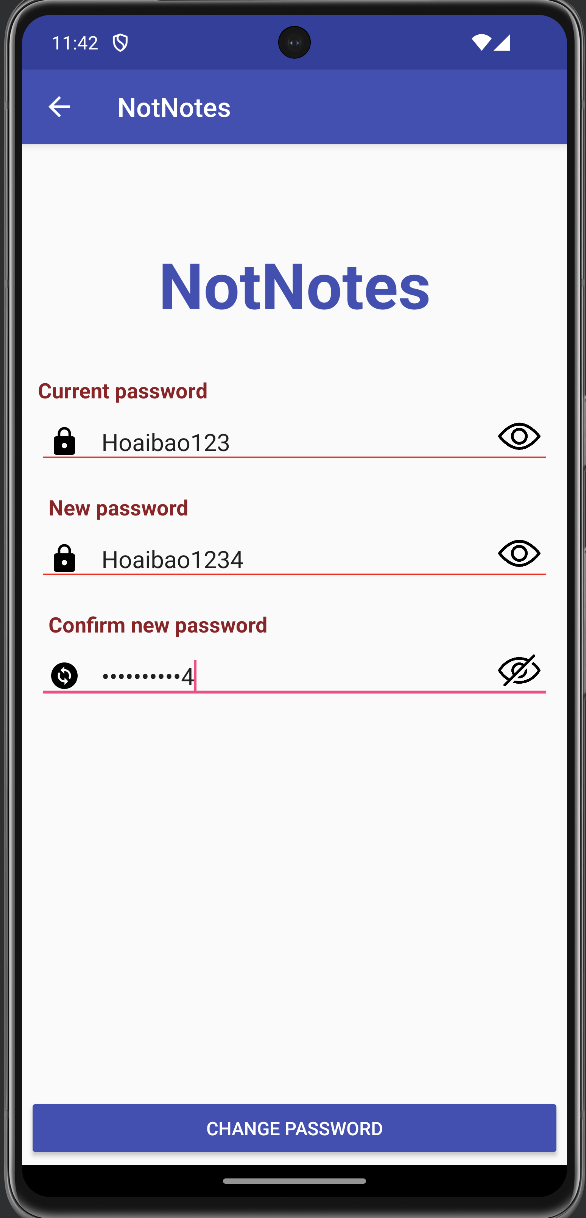 11:42
NotNotes
NotNotes
Current password
Hoaibao123
New password
Hoaibao1234
Confirm new password
••••••••••4
CHANGE PASSWORD